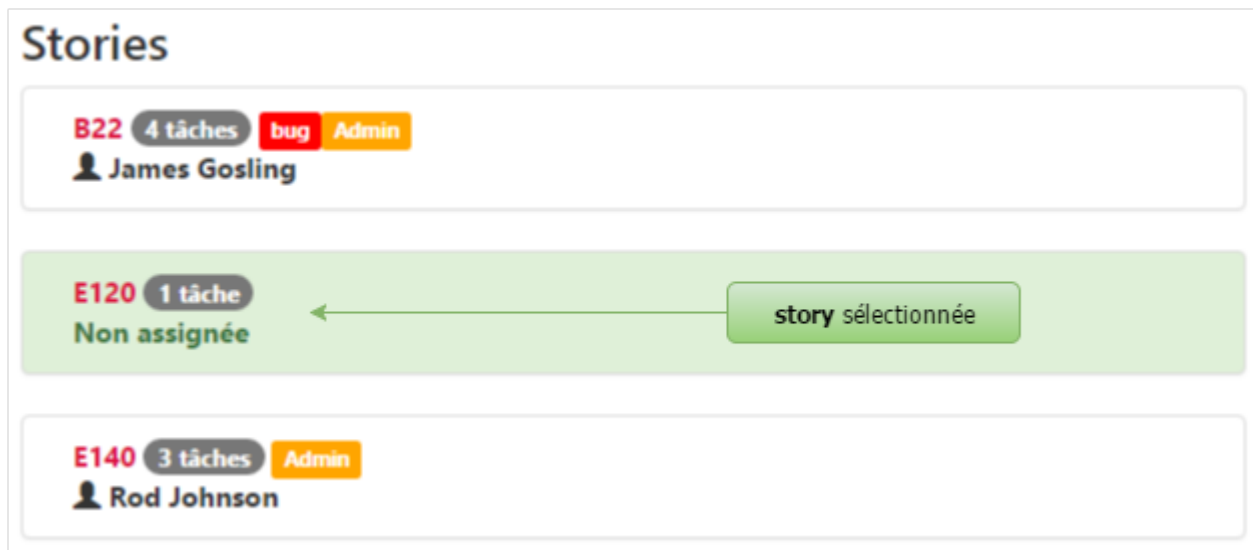 Stories
B22 4 tâches bug Admin
James Gosling
E120 1 tâche
Non assignée
story sélectionnée
E140 3 tâches Admin
Rod Johnson